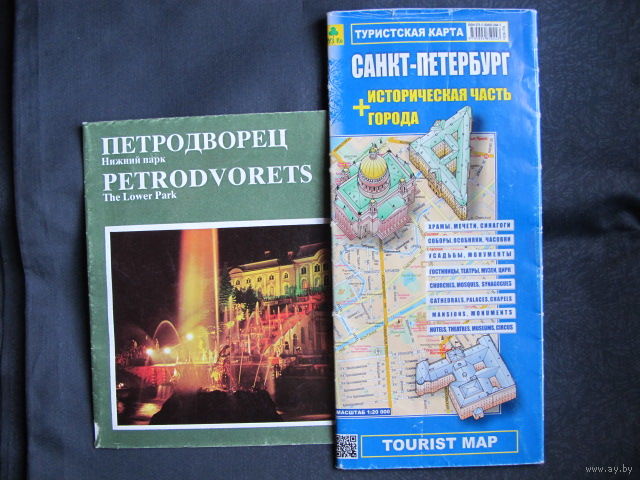 ПЕТРОДВОРЕЦ
Нижний парк
PETRODVORETS
The Lower Park
ТУРИСТСКАЯ КАРТА
САНКТ-ПЕТЕРБУРГ
+ИСТОРИЧЕСКАЯ ЧАСТЬ
ГОРОДА
ХРАМЫ, МЕЧЕТИ, СИНАГОГИ
СОБОРЫ, ОСОБНЯКИ, ЧАСОВНИ
УСАДЬБЫ, МОНУМЕНТЫ
ГОСТИНИЦЫ, ТЕАТРЫ, МУЗЕИ, ЦИРК
CHURCHES, MOSQUES, SYNAGOGUES
CATHEDRALS, PALACES, CHAPELS
MANSIONS, MONUMENTS
HOTELS, THEATRES, MUSEUMS, CIRCUS
МАСШТАБ 1:20 000
TOURIST MAP
www.ay.by